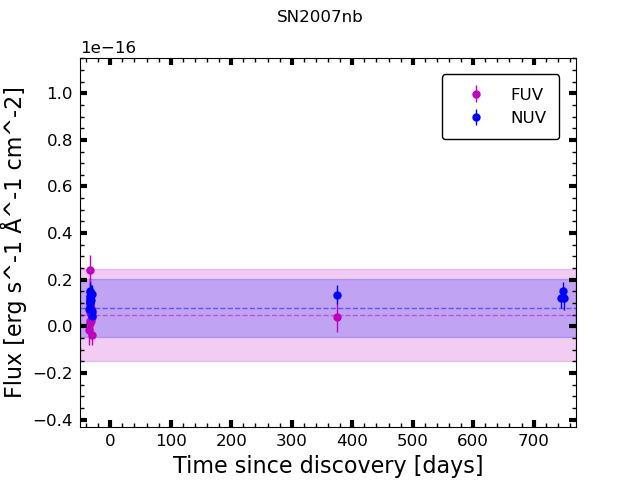 SN2007nb
1e−16
Flux [erg s^-1 Å^-1 cm^-2]
1.0
0.8
0.6
0.4
0.2
0.0
−0.2
−0.4
FUV
NUV
0 100 200 300 400 500 600 700
Time since discovery [days]